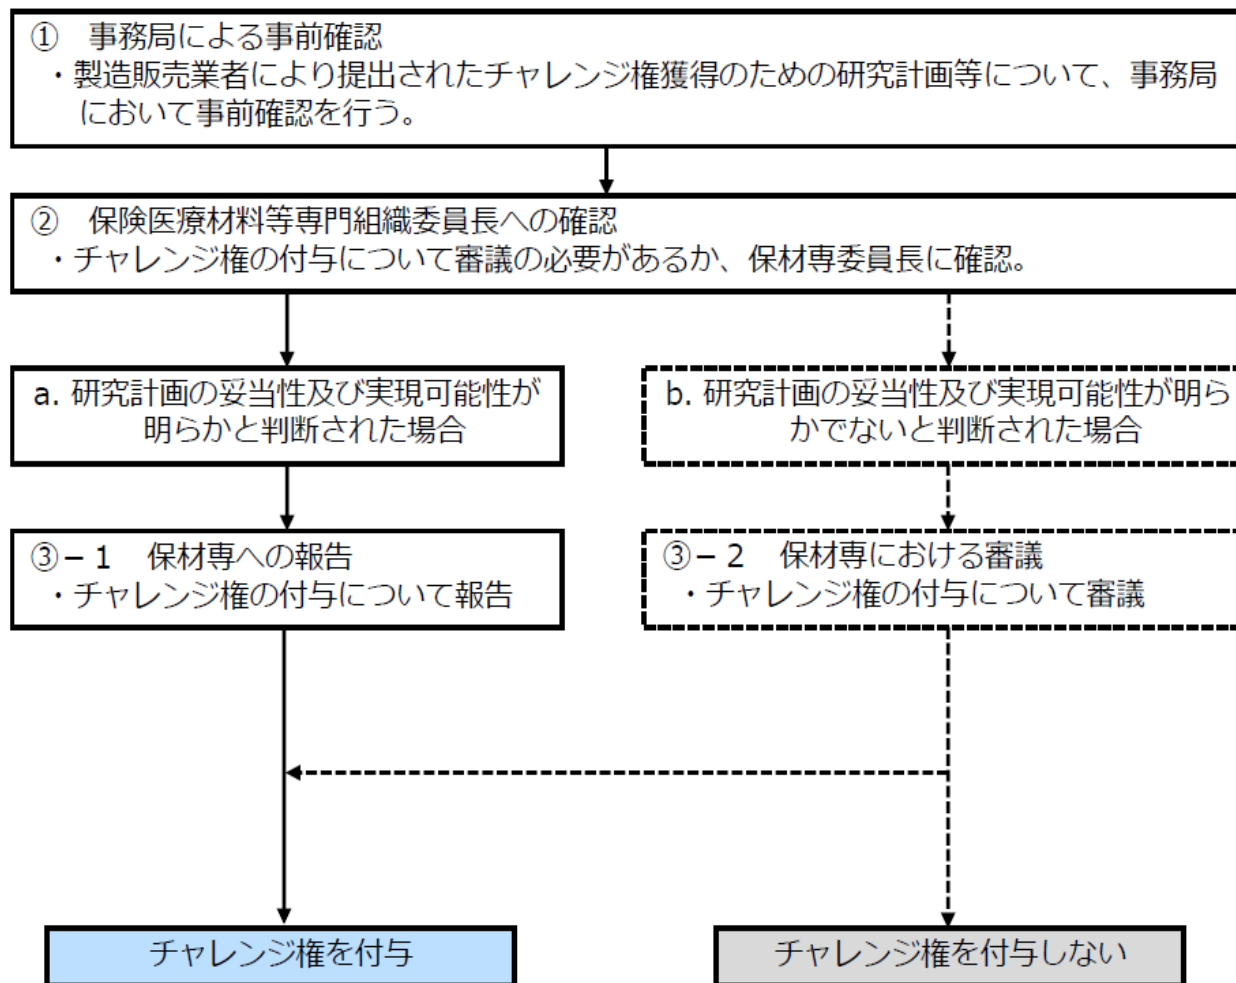 ① 事務局による事前確認
・製造販売業者により提出されたチャレンジ権獲得のための研究計画等について、事務局
において事前確認を行う。
② 保険医療材料等専門組織委員長への確認
・チャレンジ権の付与について審議の必要があるか、保材専委員長に確認。
a. 研究計画の妥当性及び実現可能性が
明らかと判断された場合
b. 研究計画の妥当性及び実現可能性が明ら
かでないと判断された場合
③−1 保材専への報告
・チャレンジ権の付与について報告
③−2 保材専における審議
・チャレンジ権の付与について審議
チャレンジ権を付与
チャレンジ権を付与しない